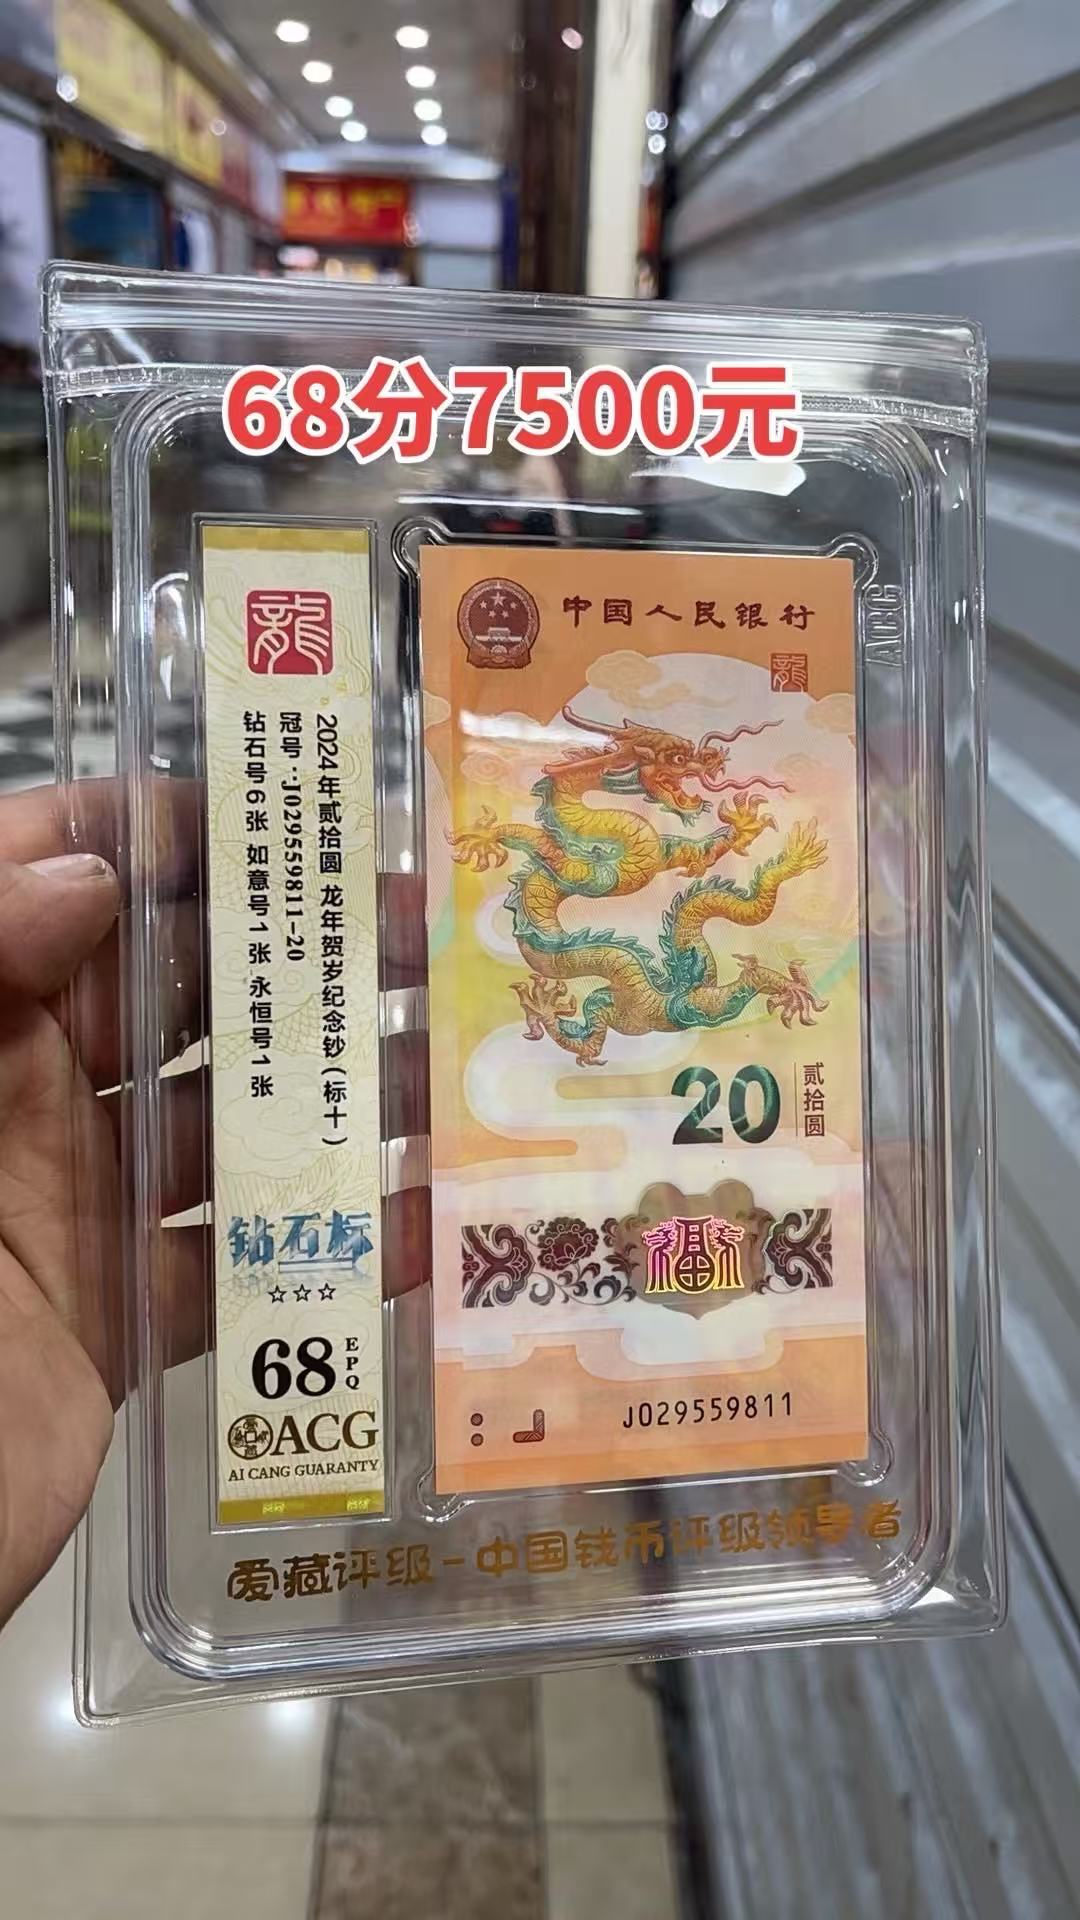 68分7500元
龍
2024年贰拾圆 龙年贺岁纪念钞(标十)
冠号:J029559811-20
钻石号6张 如意号1张 永恒号1张
钻石标
☆☆☆
68 EPQ
ACG
AI CANG GUARANTY
中国人民银行
龍
20 贰拾圆
福
J029559811
ACG
爱藏评级-中国钱币评级领导者